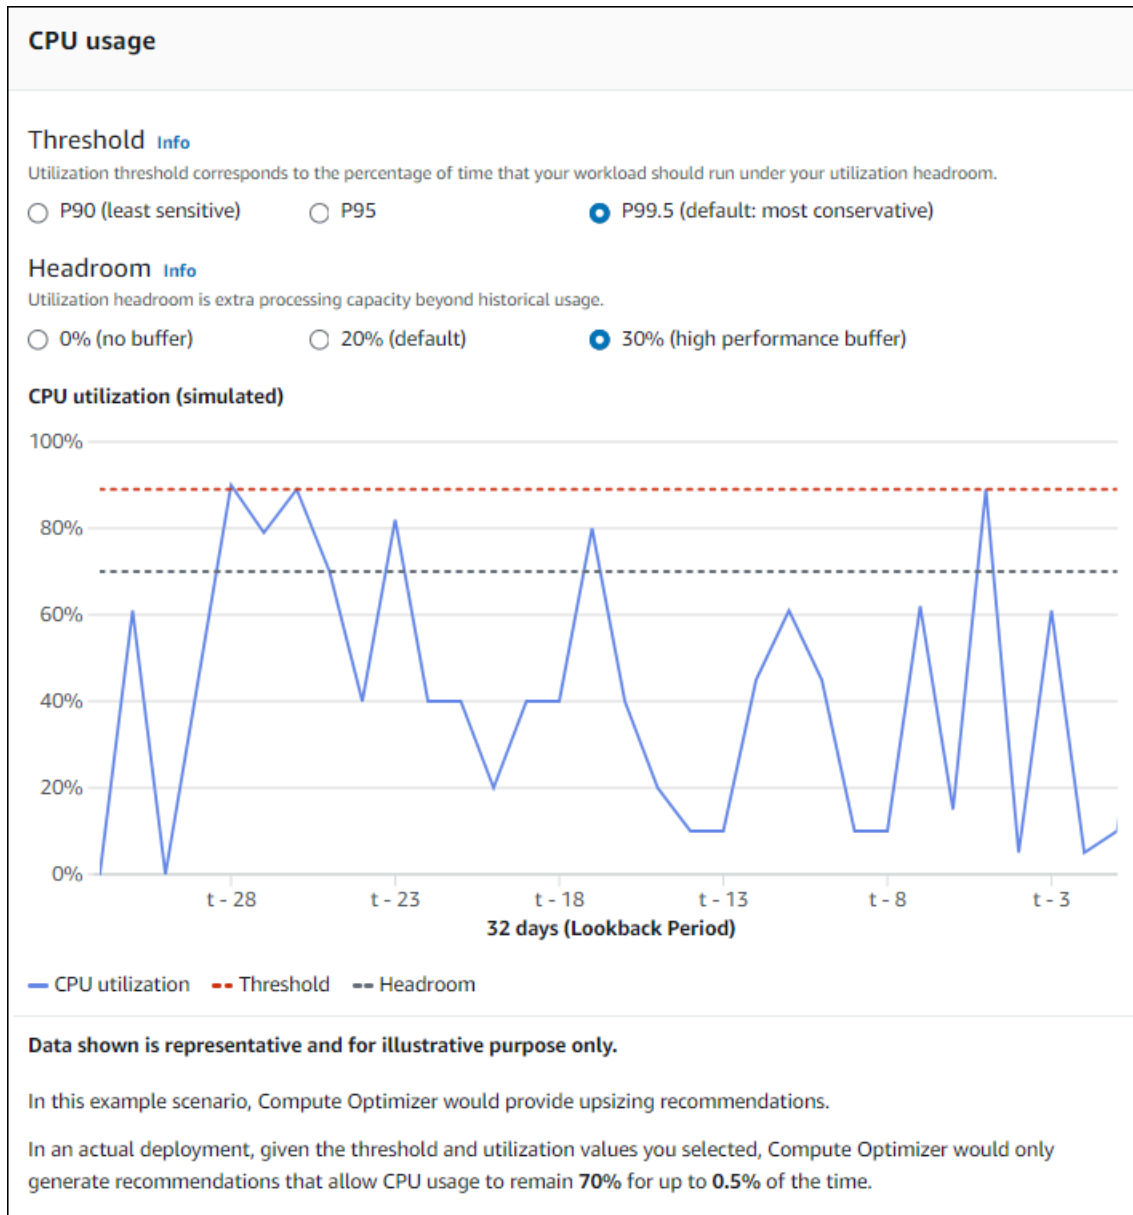 CPU usage
Threshold Info
Utilization threshold corresponds to the percentage of time that your workload should run under your utilization headroom.
P90 (least sensitive) P95 P99.5 (default: most conservative)
Headroom Info
Utilization headroom is extra processing capacity beyond historical usage.
0% (no buffer) 20% (default) 30% (high performance buffer)
CPU utilization (simulated)
100%
80%
60%
40%
20%
0%
t - 28 t - 23 t - 18 t - 13 t - 8 t - 3
32 days (Lookback Period)
CPU utilization Threshold Headroom
Data shown is representative and for illustrative purpose only.
In this example scenario, Compute Optimizer would provide upsizing recommendations.
In an actual deployment, given the threshold and utilization values you selected, Compute Optimizer would only
generate recommendations that allow CPU usage to remain 70% for up to 0.5% of the time.